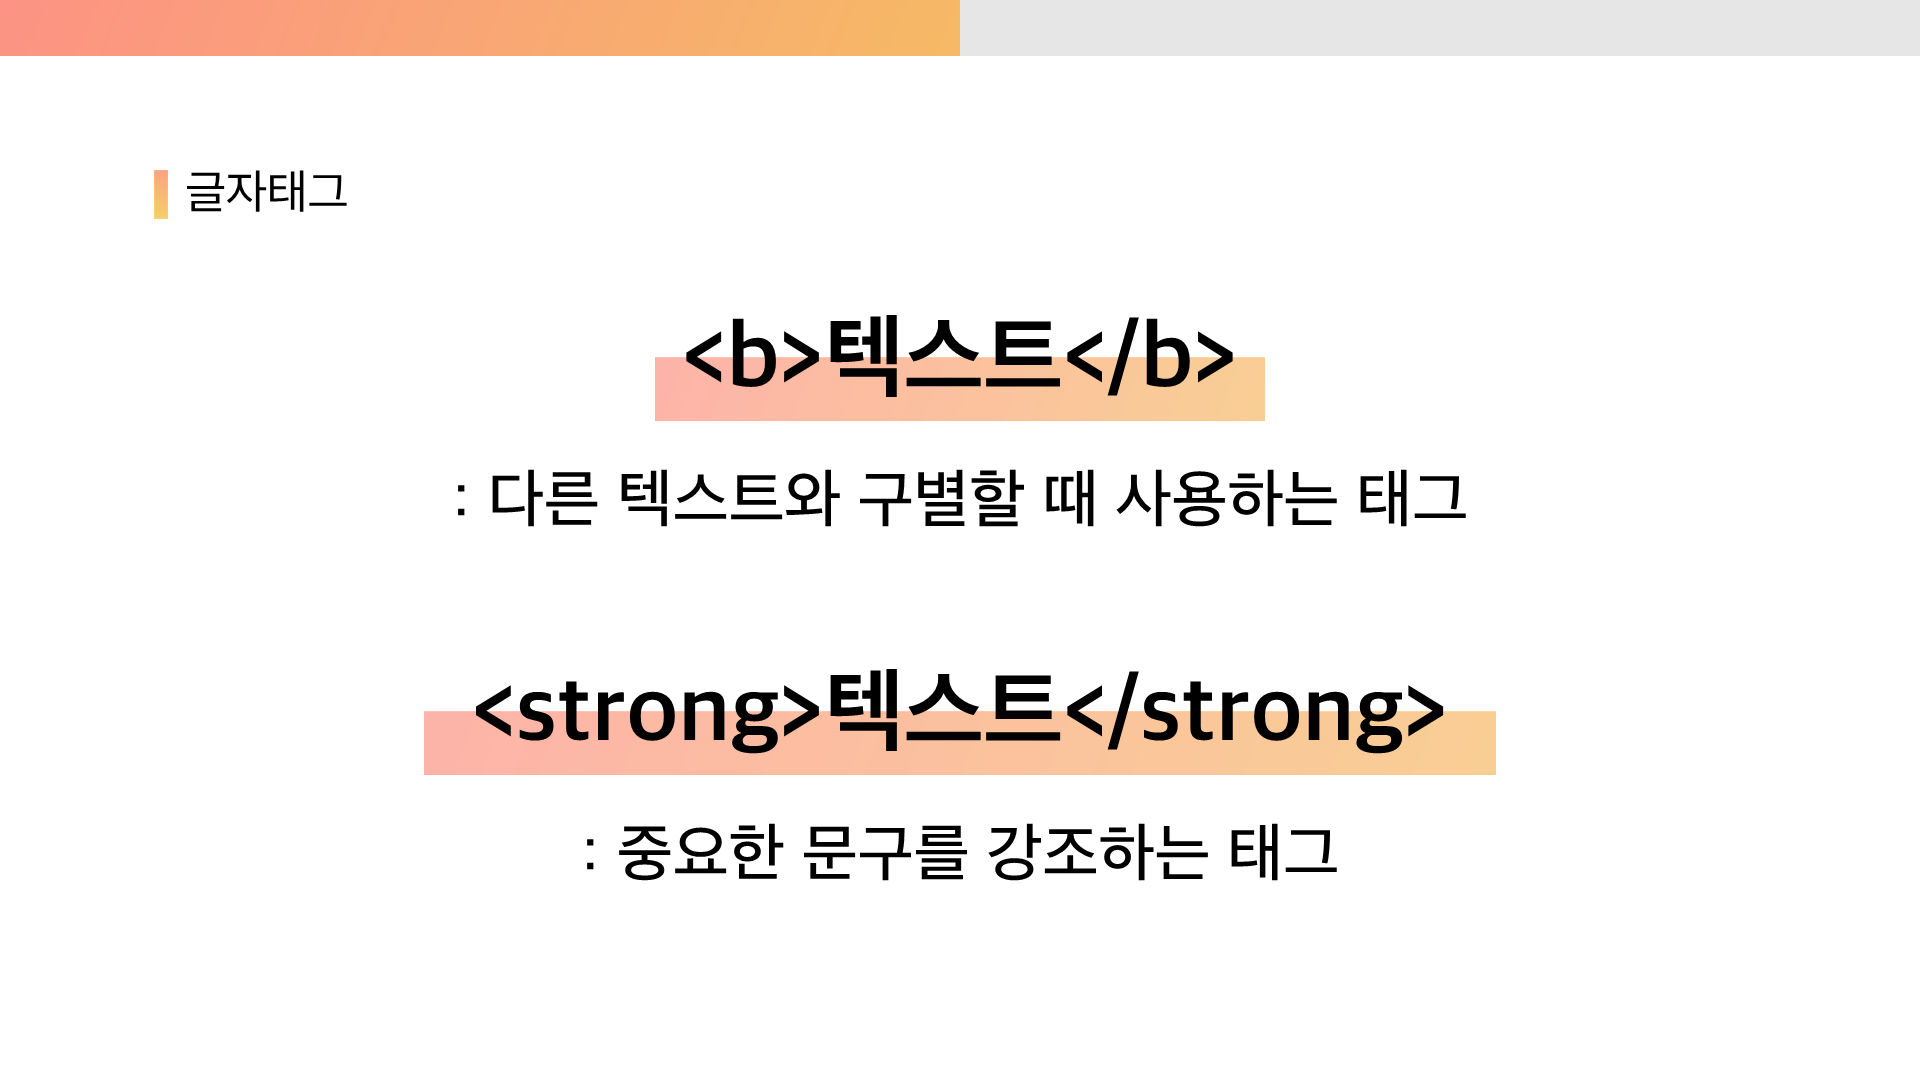 글자태그
<b>텍스트</b>
: 다른 텍스트와 구별할 때 사용하는 태그
<strong>텍스트</strong>
: 중요한 문구를 강조하는 태그